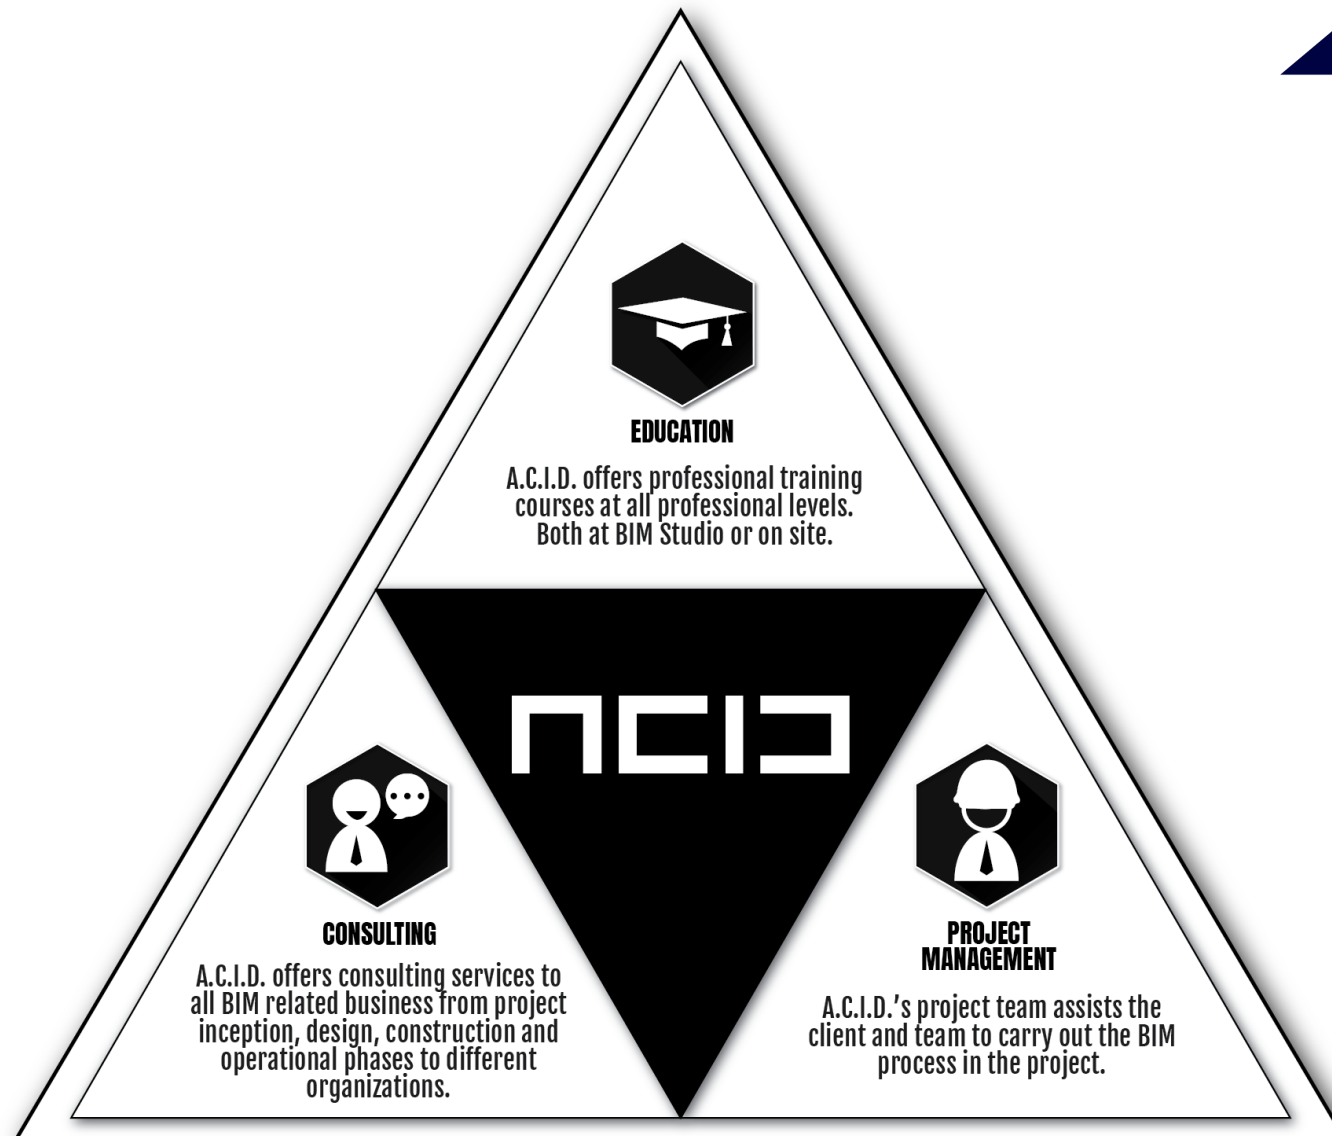 EDUCATION
A.C.I.D. offers professional training
courses at all professional levels.
Both at BIM Studio or on site.
ACID
CONSULTING
A.C.I.D. offers consulting services to
all BIM related business from project
inception, design, construction and
operational phases to different
organizations.
PROJECT
MANAGEMENT
A.C.I.D.’s project team assists the
client and team to carry out the BIM
process in the project.